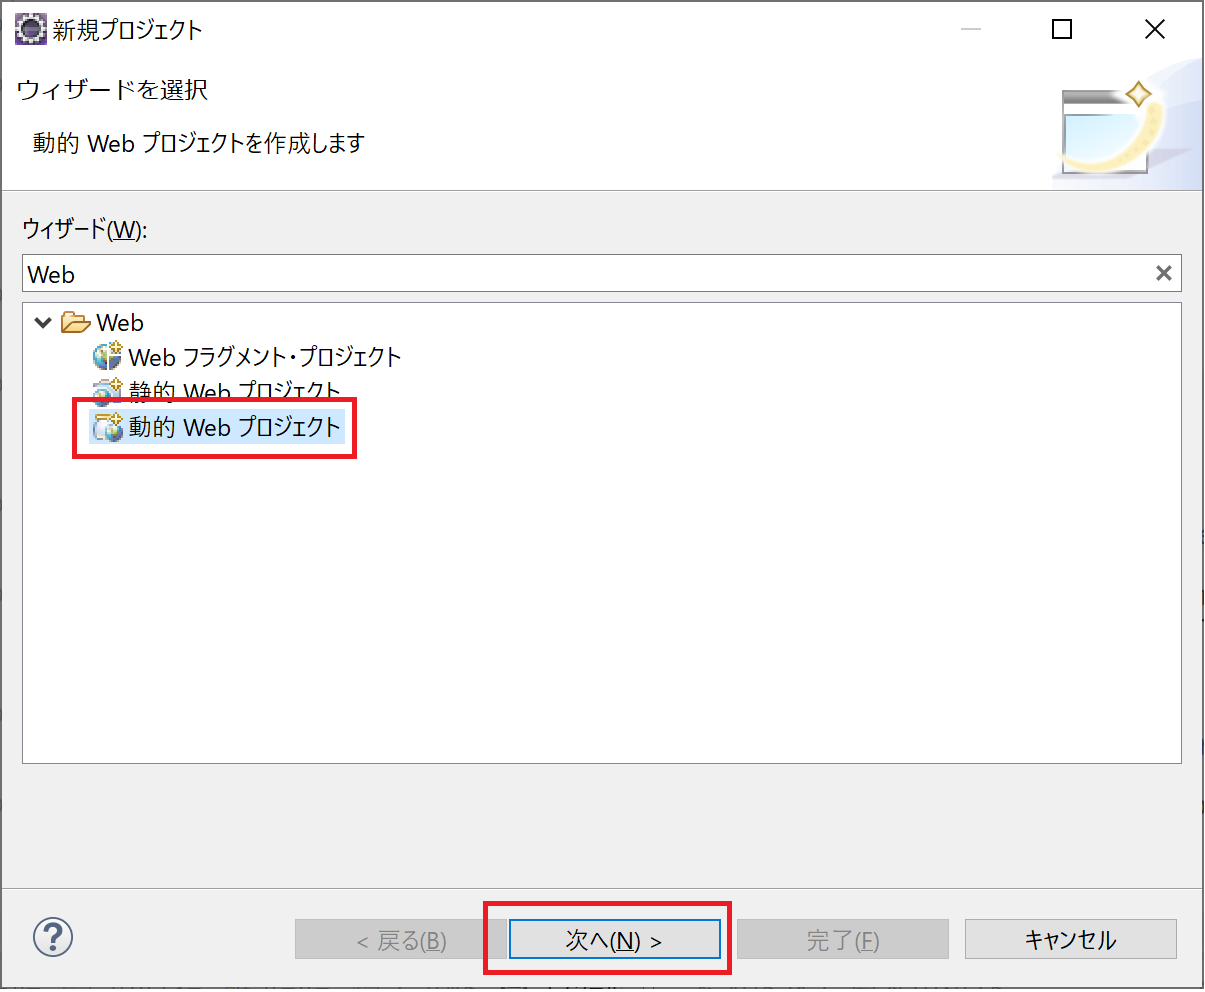 新規プロジェクト
ウィザードを選択
動的 Web プロジェクトを作成します
ウィザード(W):
Web
Web
Web フラグメント・プロジェクト
静的 Web プロジェクト
動的 Web プロジェクト
?
< 戻る(B)
次へ(N) >
完了(F)
キャンセル